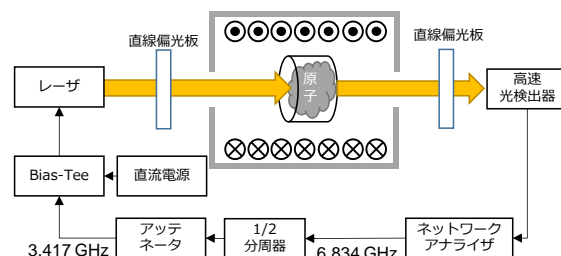 直線偏光板
直線偏光板
レーザ
原
子
高速
光検出器
Bias-Tee
直流電源
アッテ
ネータ
1/2
分周器
ネットワーク
アナライザ
3.417 GHz
6.834 GHz